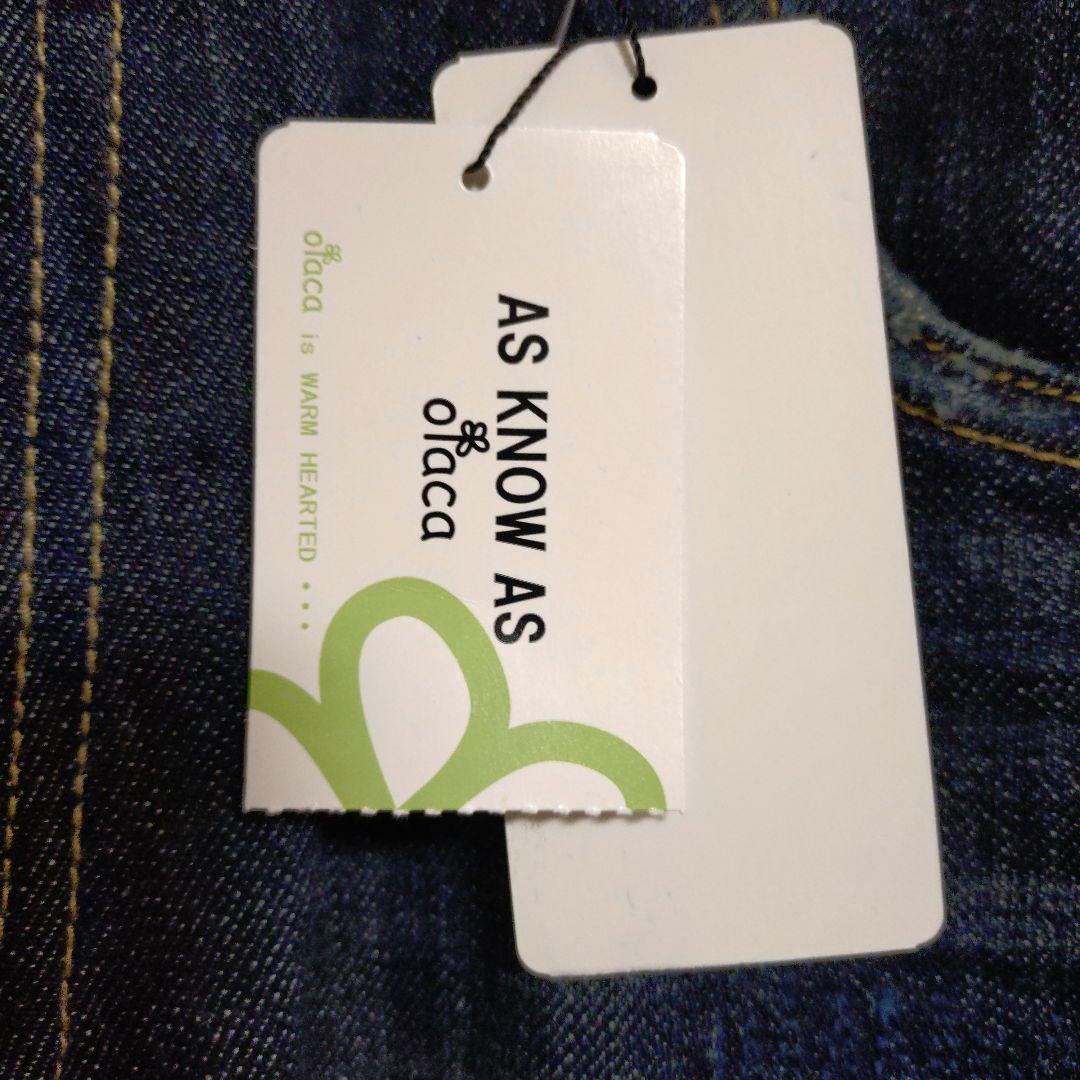 AS KNOW AS
olaca
olaca is WARM HEARTED •••